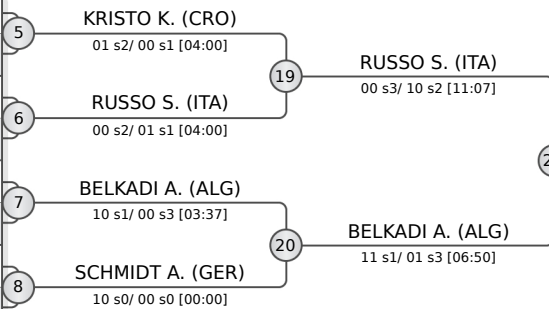 5
KRISTO K. (CRO)
01 s2/ 00 s1 [04:00]
19
RUSSO S. (ITA)
00 s3/ 10 s2 [11:07]
6
RUSSO S. (ITA)
00 s2/ 01 s1 [04:00]
7
BELKADI A. (ALG)
10 s1/ 00 s3 [03:37]
20
BELKADI A. (ALG)
11 s1/ 01 s3 [06:50]
8
SCHMIDT A. (GER)
10 s0/ 00 s0 [00:00]